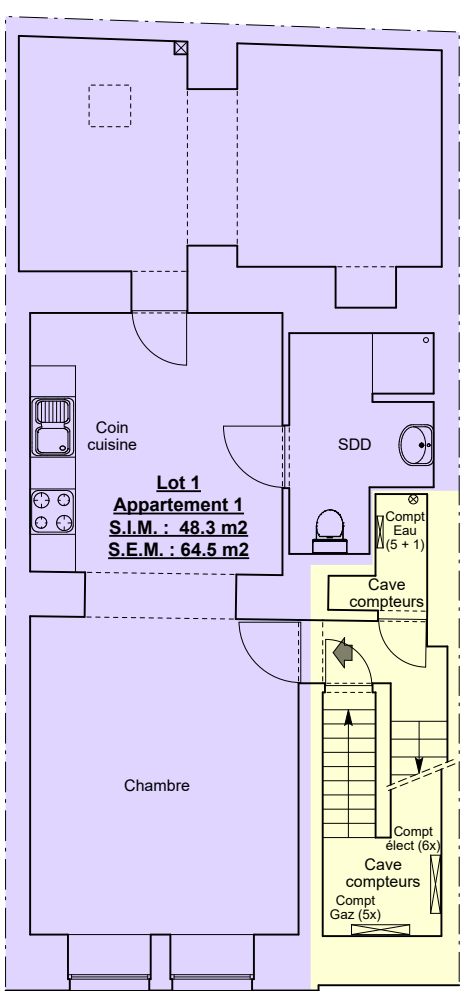 Coin
cuisine
SDD
Lot 1
Appartement 1
S.I.M. : 48.3 m2
S.E.M. : 64.5 m2
Compt
Eau
(5 + 1)
Cave
compteurs
Chambre
Compt
élect (6x)
Cave
compteurs
Compt
Gaz (5x)